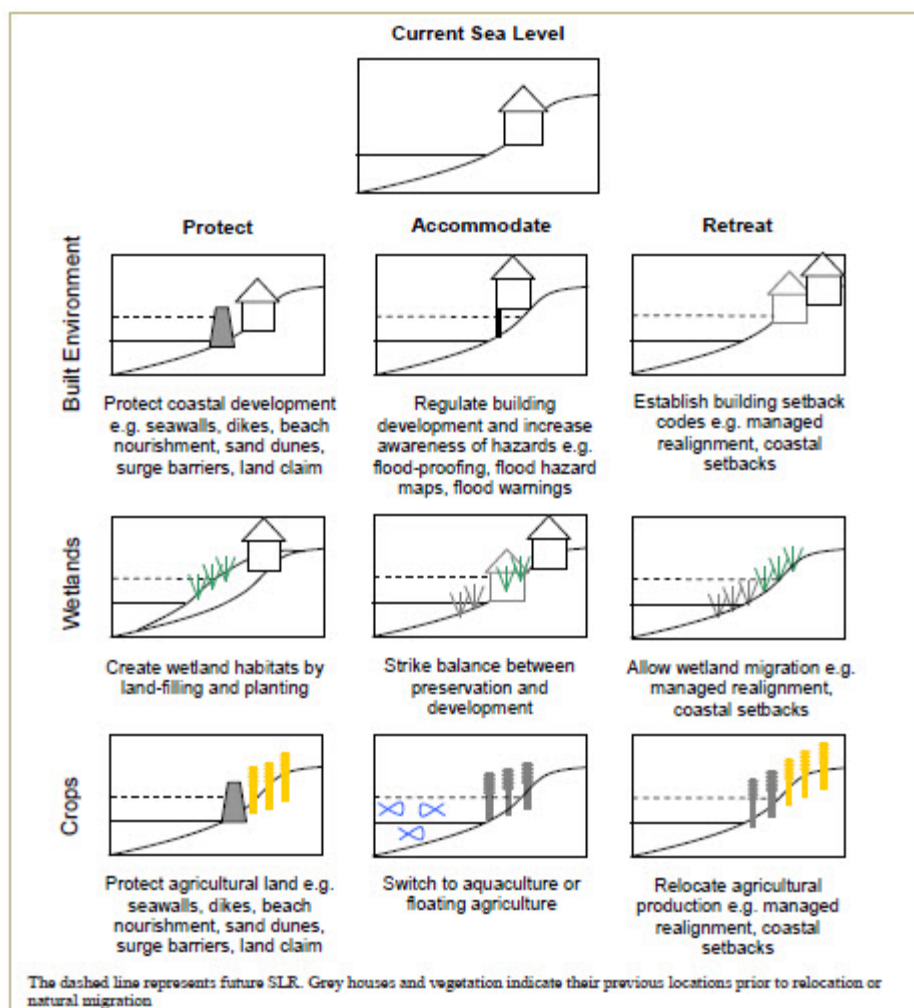 Current Sea Level
Protect
Accommodate
Retreat
Built Environment
Protect coastal development
e.g. seawalls, dikes, beach
nourishment, sand dunes,
surge barriers, land claim
Regulate building
development and increase
awareness of hazards e.g.
flood-proofing, flood hazard
maps, flood warnings
Establish building setback
codes e.g. managed
realignment, coastal
setbacks
Wetlands
Create wetland habitats by
land-filling and planting
Strike balance between
preservation and
development
Allow wetland migration e.g.
managed realignment,
coastal setbacks
Crops
Protect agricultural land e.g.
seawalls, dikes, beach
nourishment, sand dunes,
surge barriers, land claim
Switch to aquaculture or
floating agriculture
Relocate agricultural
production e.g. managed
realignment, coastal
setbacks
The dashed line represents future SLR. Grey houses and vegetation indicate their previous locations prior to relocation or
natural migration